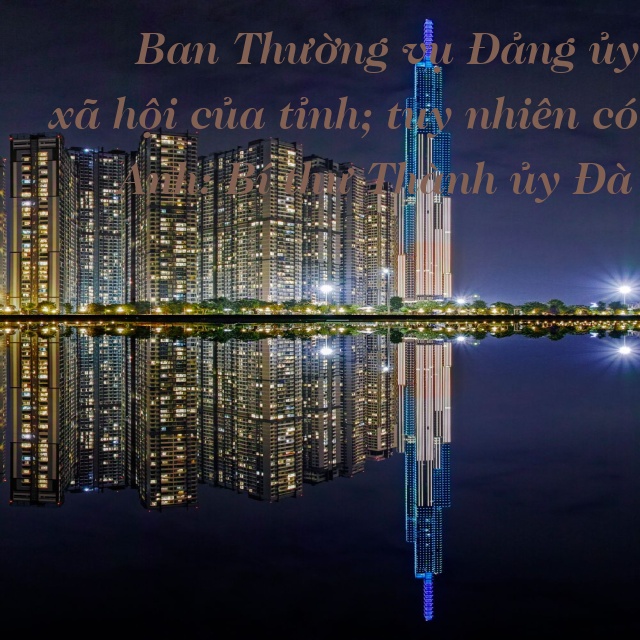 Ban Thường vụ Đảng ủy
xã hội của tỉnh; tuy nhiên có
Anh, Bí thư Thành ủy Đà